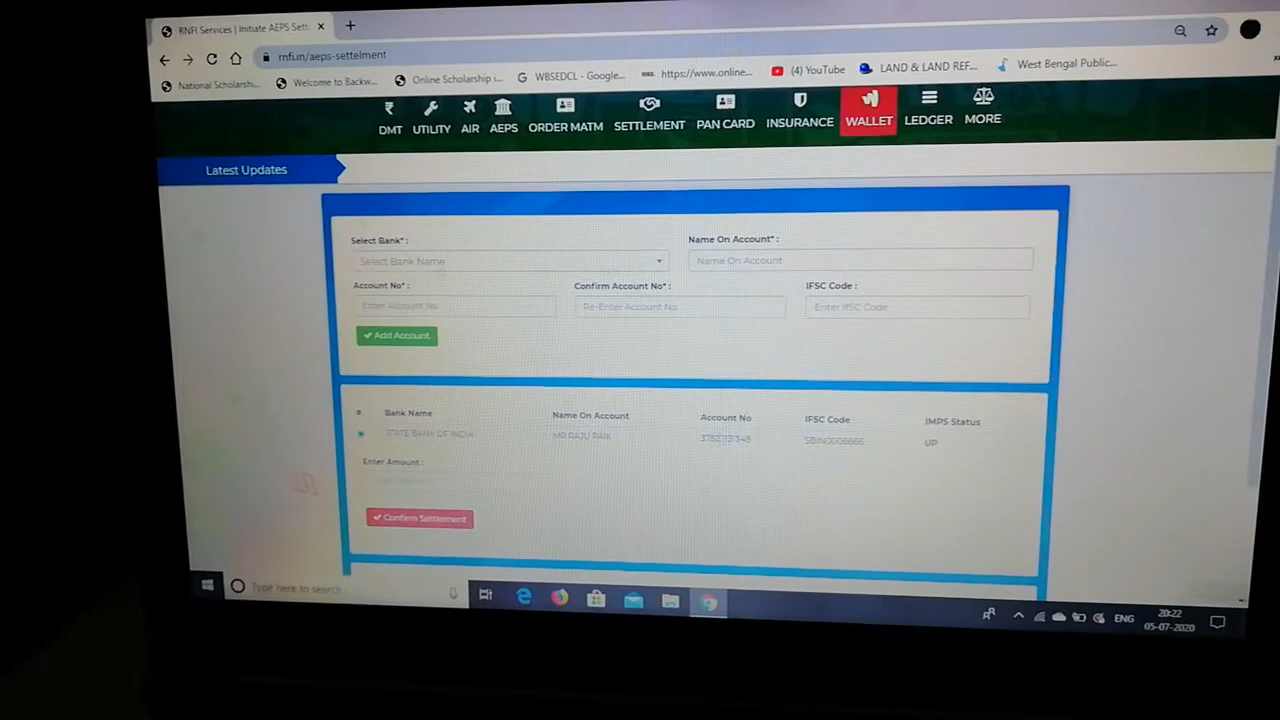 RNFI Services | Initiate AEPS Sett
rnfi.in/aeps-settelment
National Scholarsh... Welcome to Backw... Online Scholarship i... WBSEDCL - Google... https://www.online... (4) YouTube LAND & LAND REF... West Bengal Public...
DMT UTILITY AIR AEPS ORDER MATM SETTLEMENT PAN CARD INSURANCE WALLET LEDGER MORE
Latest Updates
Select Bank* : Name On Account* :
Select Bank Name Name On Account
Account No* : Confirm Account No* : IFSC Code :
Enter Account No Re-Enter Account No Enter IFSC Code
Add Account
# Bank Name Name On Account Account No IFSC Code IMPS Status
STATE BANK OF INDIA MR RAJU PAIK SBIN0006666 UP
Enter Amount :
Confirm Settlement
Type here to search
ENG 20:22
05-07-2020